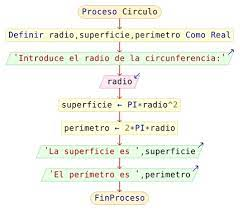 Proceso Circulo
Definir radio,superficie,perimetro Como Real
'Introduce el radio de la circunferencia:'
radio
superficie ← PI*radio^2
perimetro ← 2*PI*radio
'La superficie es ',superficie
'El perímetro es ',perimetro
FinProceso